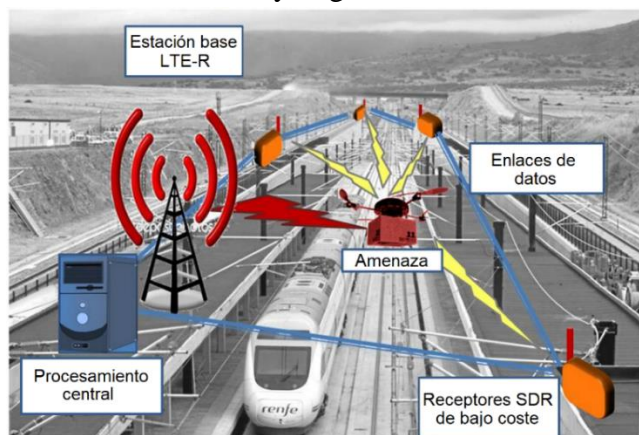 Estación base
LTE-R
Enlaces de
datos
Amenaza
Procesamiento
central
renfe
Receptores SDR
de bajo coste